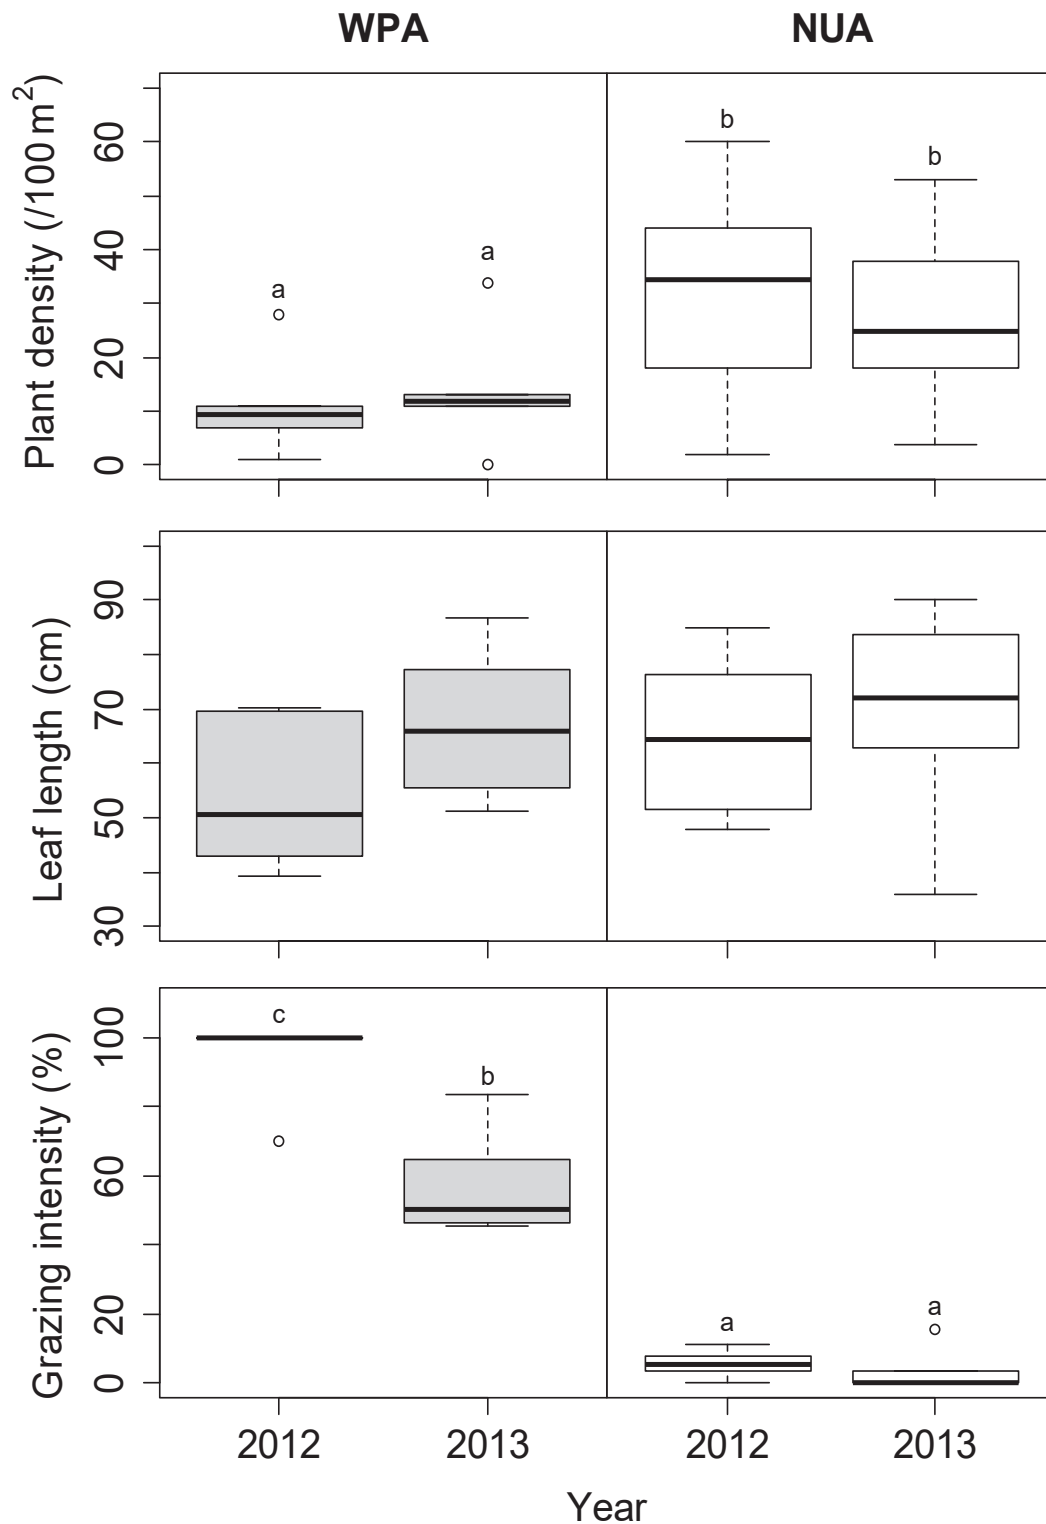 WPA NUA
Plant density (/100 m²)
60
40
20
0
a
a
b
b
Leaf length (cm)
90
70
50
30
Grazing intensity (%)
100
60
20
0
c
b
a
a
2012 2013 2012 2013
Year